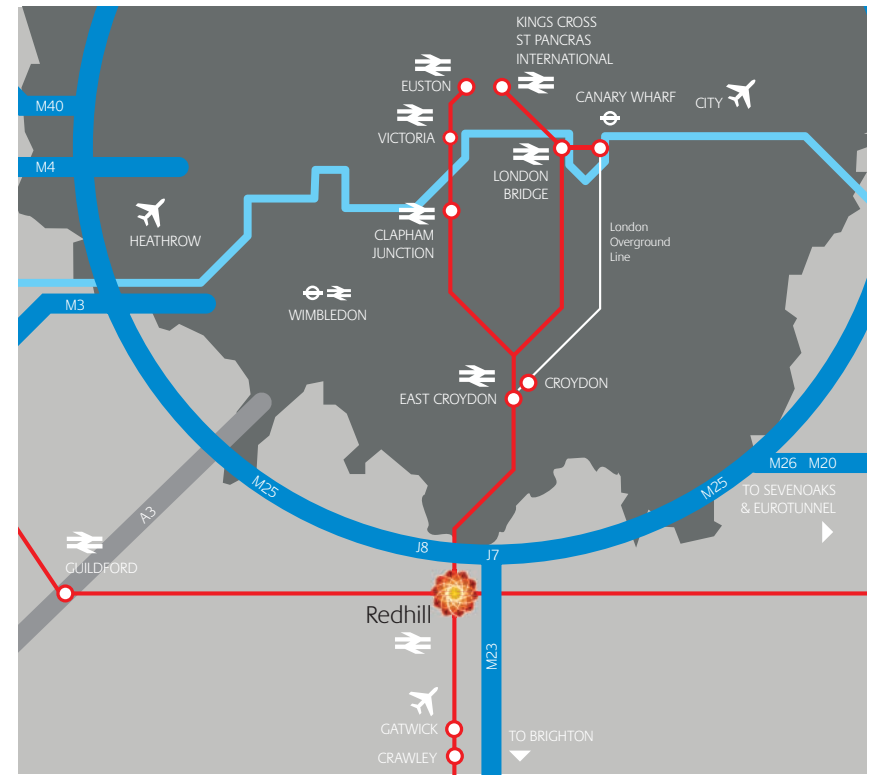 KINGS CROSS
ST PANCRAS
INTERNATIONAL
EUSTON
CANARY WHARF
CITY
M40
VICTORIA
M4
LONDON
BRIDGE
HEATHROW
CLAPHAM
JUNCTION
London
Overground
Line
M3
WIMBLEDON
CROYDON
EAST CROYDON
M26 M20
M25
M25
TO SEVENOAKS
& EUROTUNNEL
A3
J8
J7
GUILDFORD
Redhill
M23
GATWICK
TO BRIGHTON
CRAWLEY